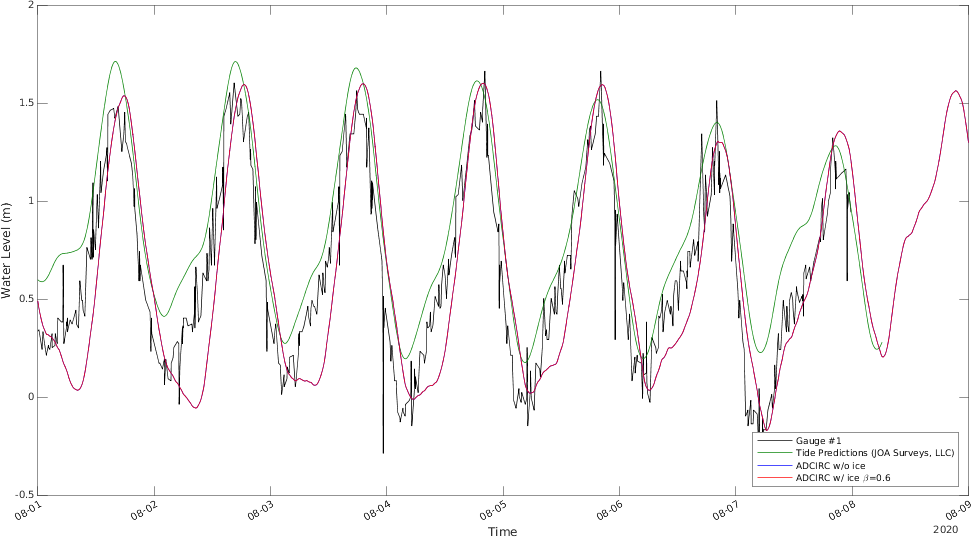 2
1.5
1
0.5
0
-0.5
Water Level (m)
08-01
08-02
08-03
08-04
08-05
08-06
08-07
08-08
08-09
Time
2020
Gauge #1
Tide Predictions (JOA Surveys, LLC)
ADCIRC w/o ice
ADCIRC w/ ice β=0.6